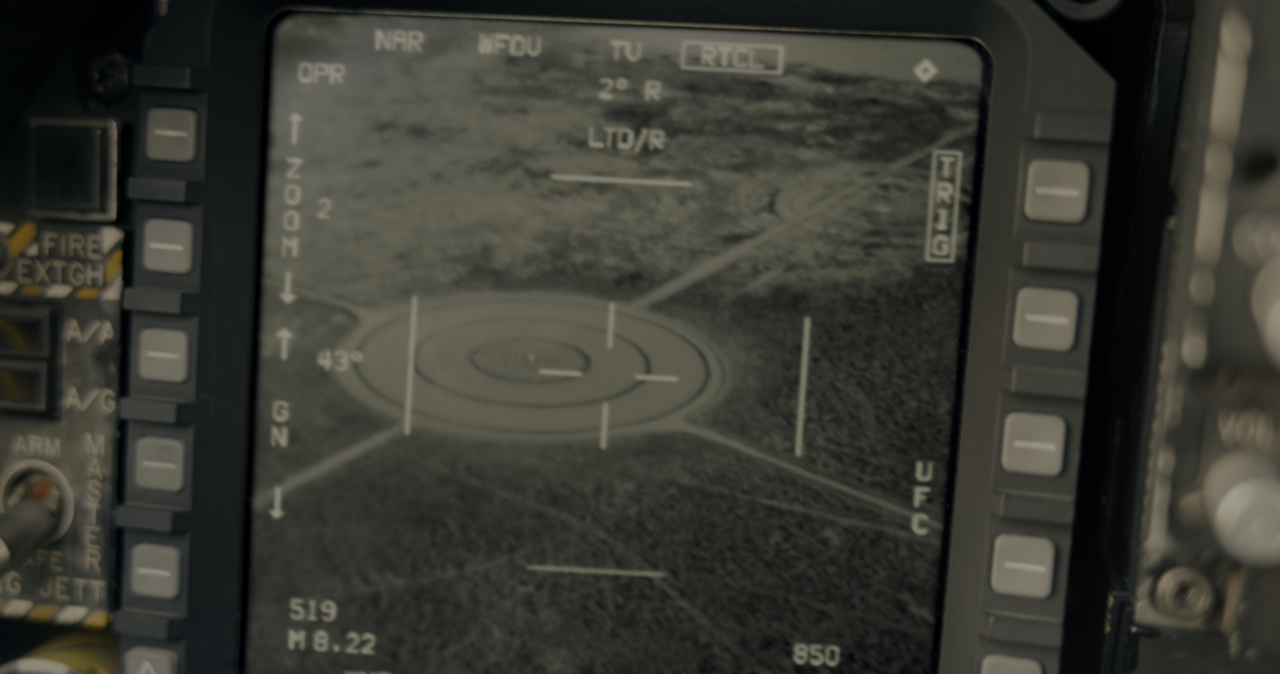 NAR WFOV TV RTCL
OPR
2° R
LTD/R
TRIG
ZOOM 2
FIRE
EXTGH
A/A
43°
A/G
GN
ARM
MASTER
UFC
JETT
519
M 8.22
850